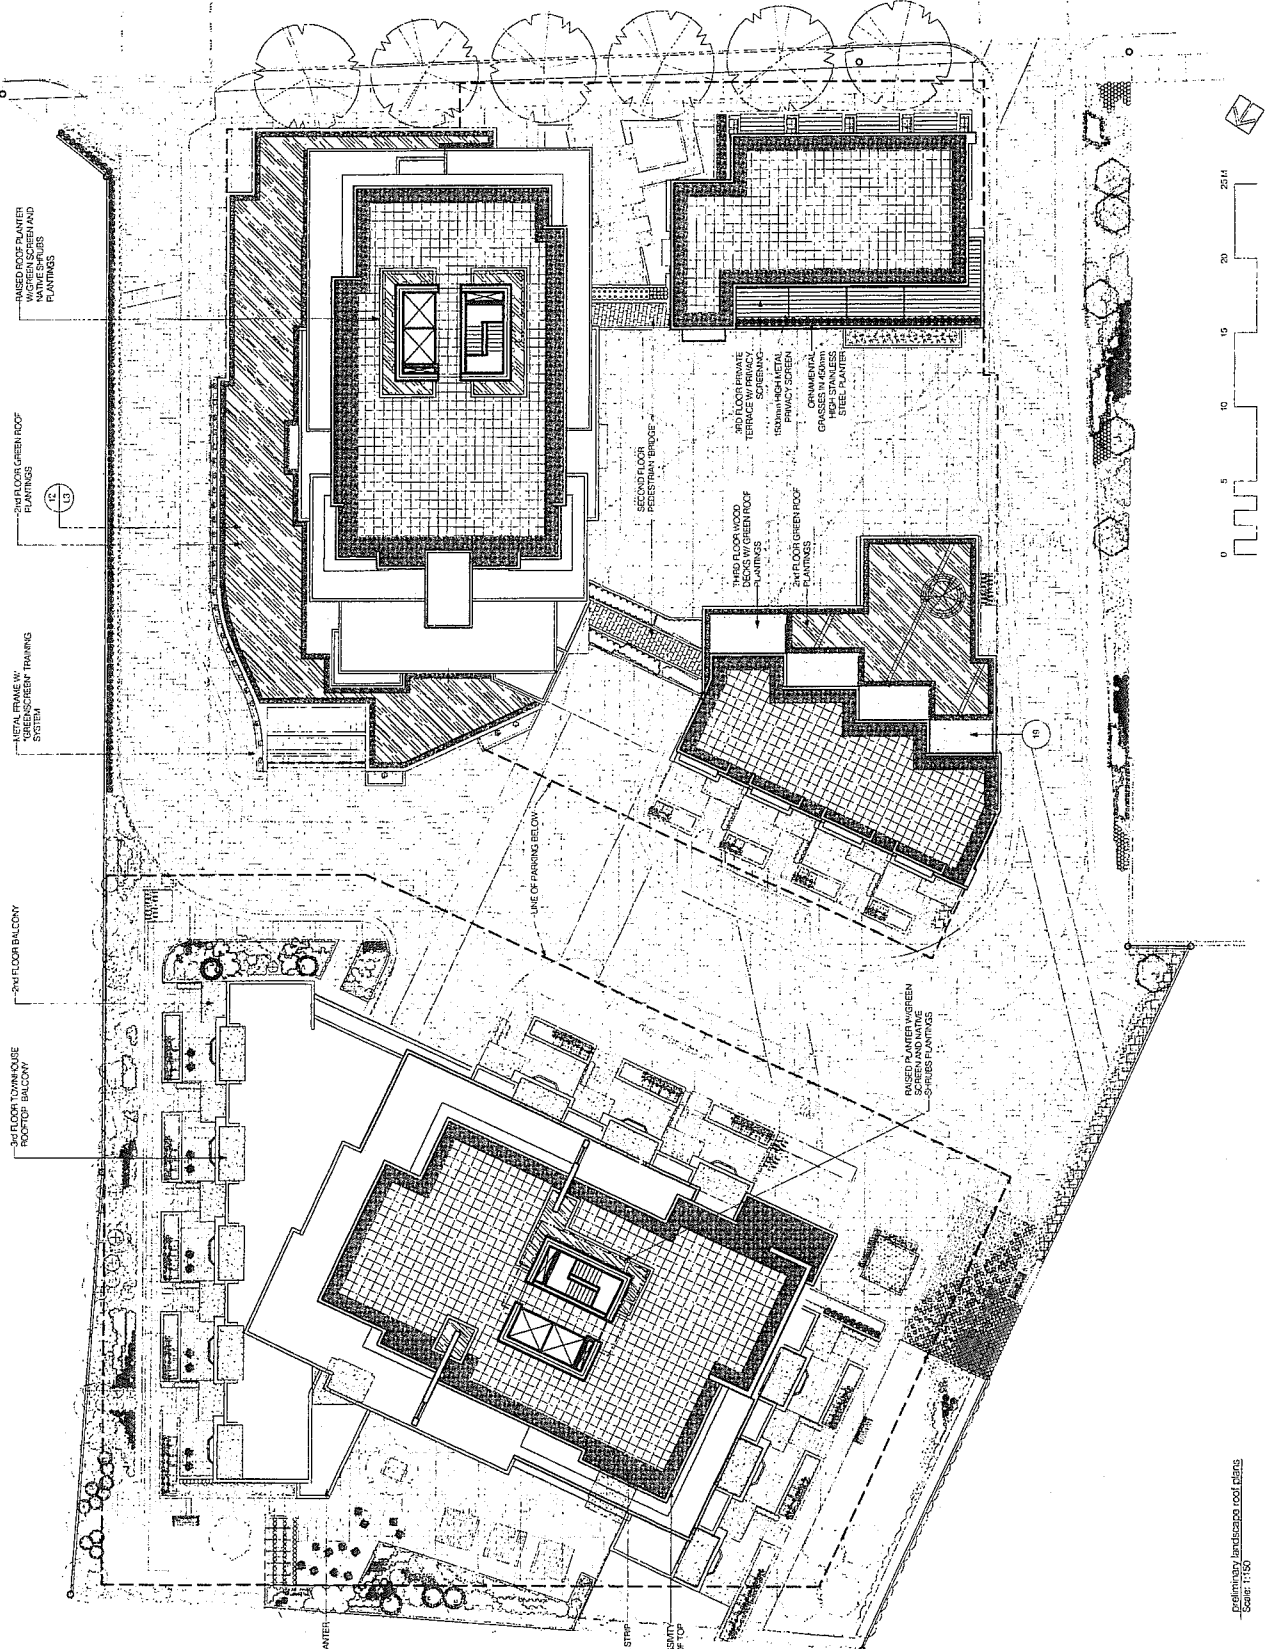 RAISED ROOF PLANTER
W/GREEN SCREEN AND
NATIVE SHRUBS
PLANTINGS
2nd FLOOR GREEN ROOF
PLANTINGS
12
L3
METAL FRAME W/
"GREENSCREEN" TRAINING
SYSTEM
2nd FLOOR BALCONY
3rd FLOOR TOWNHOUSE
ROOFTOP BALCONY
3RD FLOOR PRIVATE
TERRACE W/ PRIVACY
SCREENING
1500mm HIGH METAL
PRIVACY SCREEN
ORNAMENTAL
GRASSES IN 450mm
HIGH STAINLESS
STEEL PLANTER
SECOND FLOOR
PEDESTRIAN "BRIDGE"
THIRD FLOOR WOOD
DECKS W/ GREEN ROOF
PLANTINGS
2nd FLOOR GREEN ROOF
PLANTINGS
LINE OF PARKING BELOW
RAISED PLANTER W/GREEN
SCREEN AND NATIVE
SHRUBS PLANTINGS
ANTER
STRIP
OF TOP
0 5 10 15 20 25M
preliminary landscape roof plans
Scale: 1:150